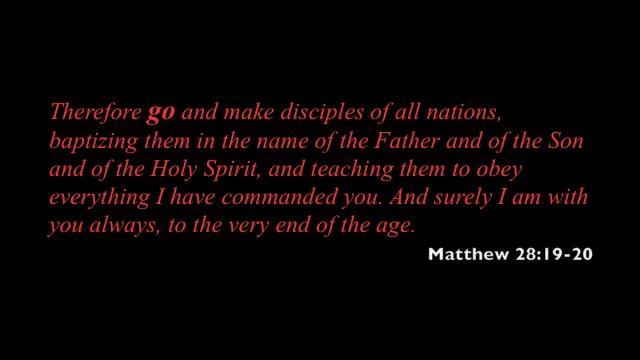 Therefore go and make disciples of all nations,
baptizing them in the name of the Father and of the Son
and of the Holy Spirit, and teaching them to obey
everything I have commanded you. And surely I am with
you always, to the very end of the age.
Matthew 28:19-20